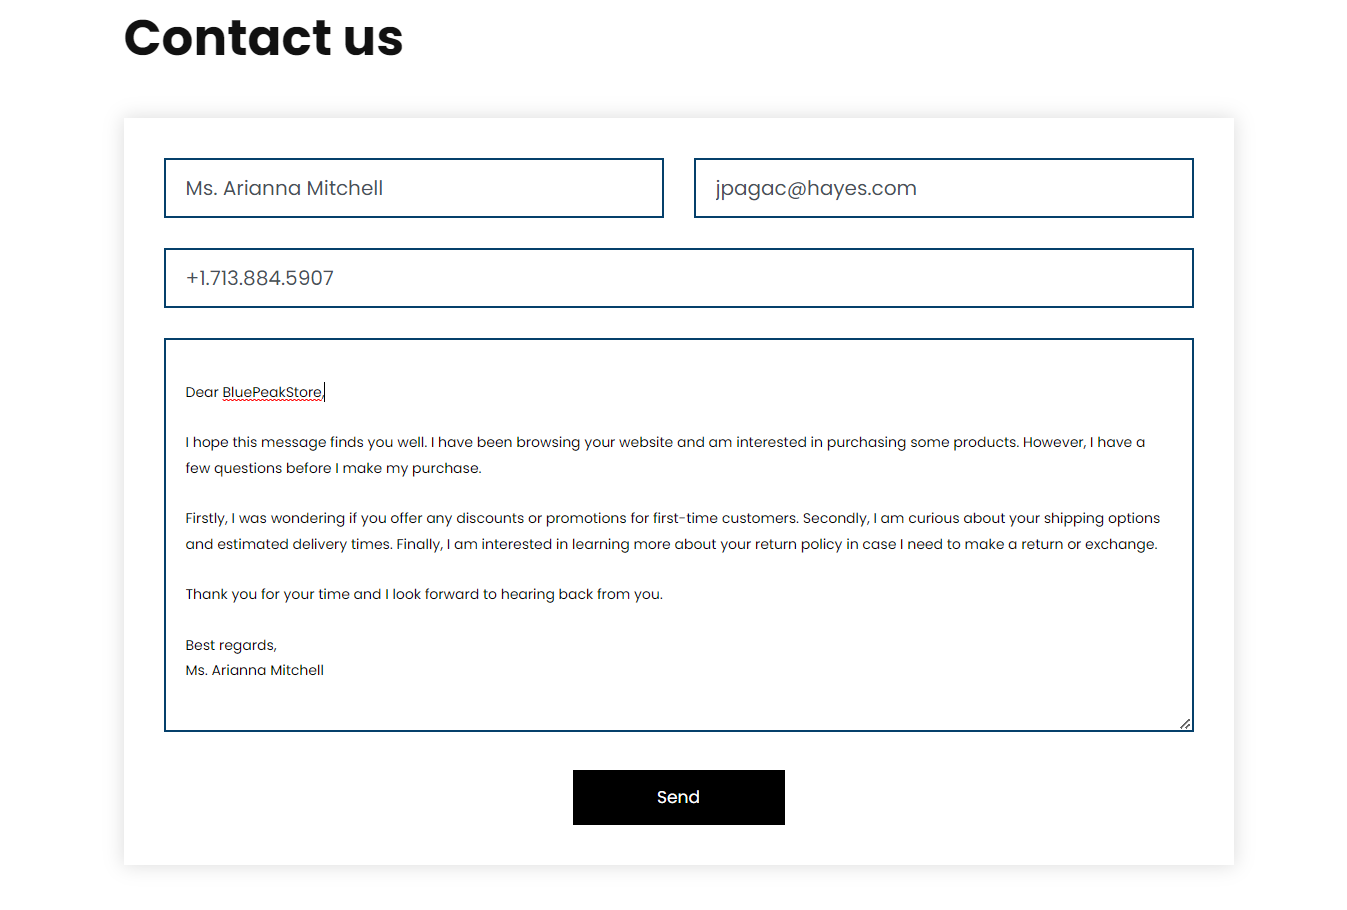 Contact us
Ms. Arianna Mitchell
jpagac@hayes.com
+1.713.884.5907
Dear BluePeakStore,
I hope this message finds you well. I have been browsing your website and am interested in purchasing some products. However, I have a
few questions before I make my purchase.
Firstly, I was wondering if you offer any discounts or promotions for first-time customers. Secondly, I am curious about your shipping options
and estimated delivery times. Finally, I am interested in learning more about your return policy in case I need to make a return or exchange.
Thank you for your time and I look forward to hearing back from you.
Best regards,
Ms. Arianna Mitchell
Send